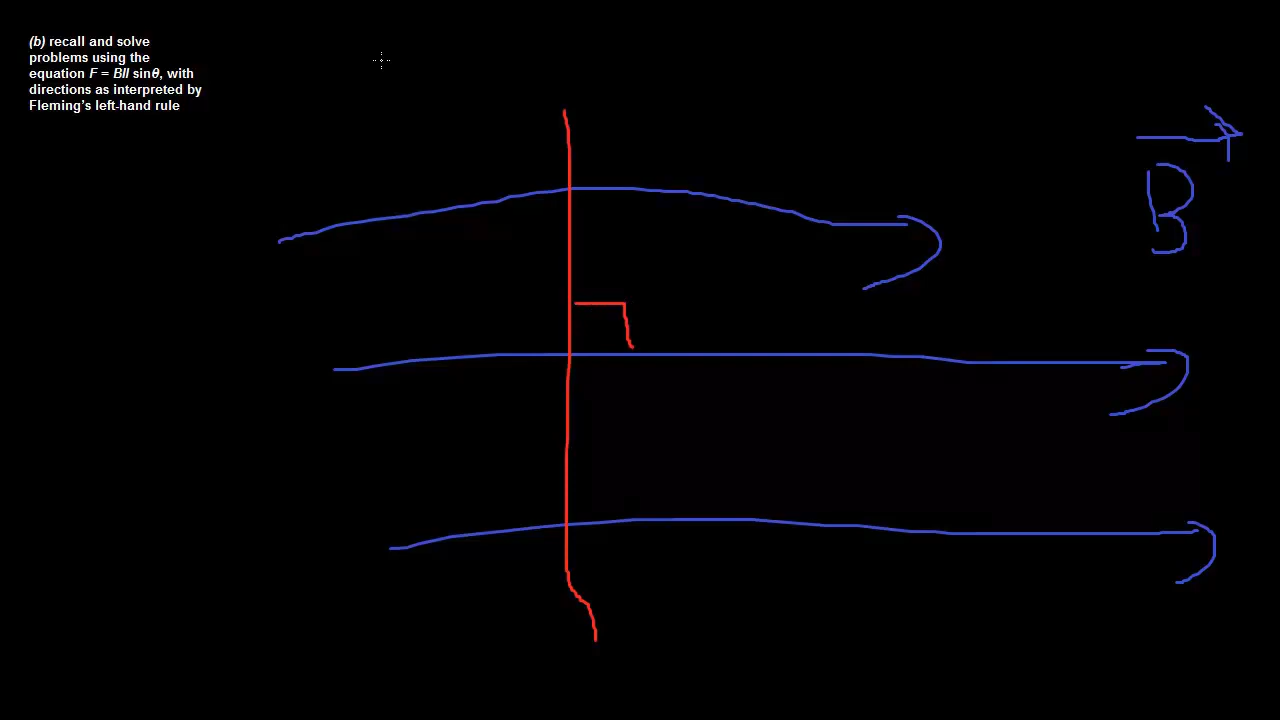 (b) recall and solve
problems using the
equation F = BIl sinθ, with
directions as interpreted by
Fleming's left-hand rule
B